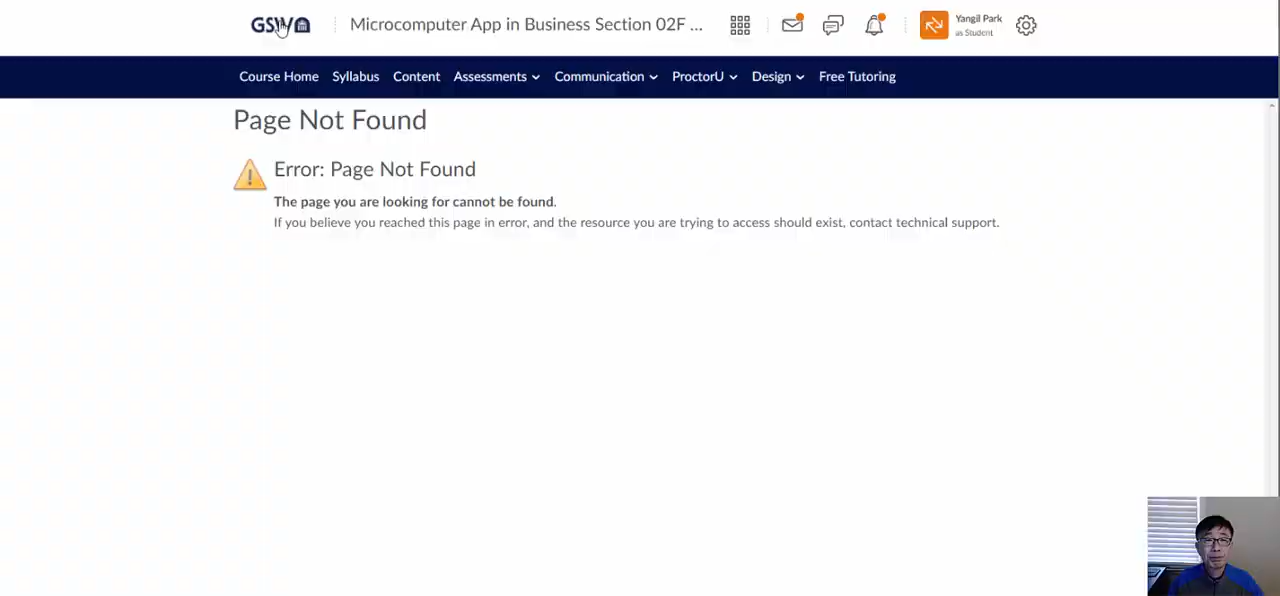 GSW
Microcomputer App in Business Section 02F ...
Yangil Park
as Student
Course Home Syllabus Content Assessments Communication ProctorU Design Free Tutoring
Page Not Found
Error: Page Not Found
The page you are looking for cannot be found.
If you believe you reached this page in error, and the resource you are trying to access should exist, contact technical support.